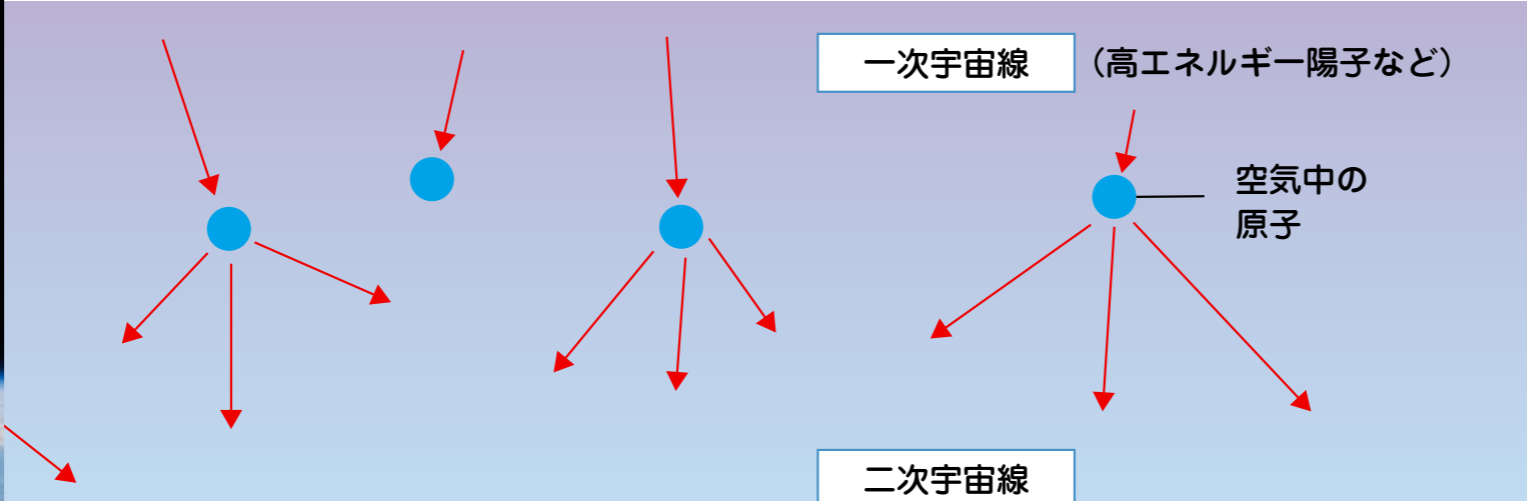 一次宇宙線 （高エネルギー陽子など）
空気中の
原子
二次宇宙線